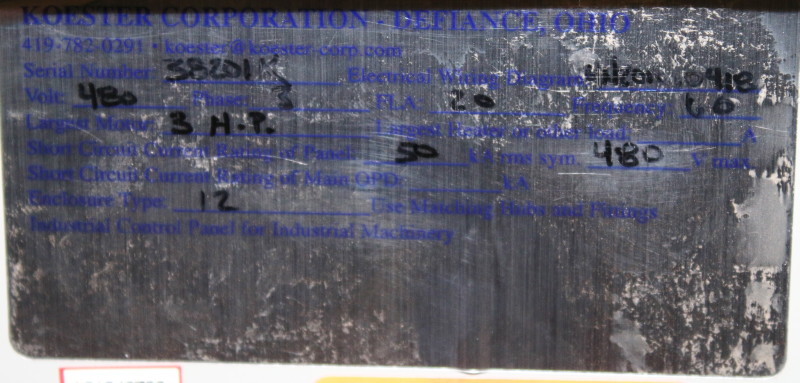 KOESTER CORPORATION - DEFIANCE, OHIO
419-782-0291 • koester@koester-corp.com
Serial Number: Electrical Wiring Diagram:
Volt: 480 Phase: 3 FLA: 20 Frequency: 60
Largest Motor: 3 H.P. Largest Heater or other load: A
Short Circuit Current Rating of Panel: 50 kA rms sym. 480 V max
Short Circuit Current Rating of Main OPD: kA
Enclosure Type: 12 Use Matching Hubs and Fittings
Industrial Control Panel for Industrial Machinery